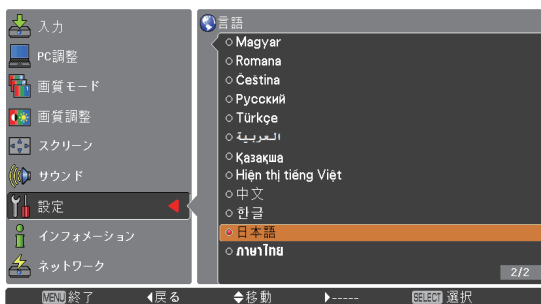 入力
PC調整
画質モード
画質調整
スクリーン
サウンド
設定
インフォメーション
ネットワーク
言語
Magyar
Romana
Čeština
Русский
Türkçe
العربية
Қазақша
Hiện thị tiếng Việt
中文
한글
日本語
ภาษาไทย
2/2
MENU 終了 戻る 移動 ----- SELECT 選択